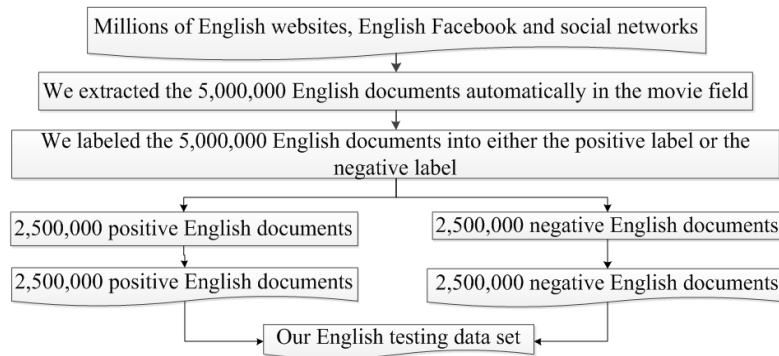 Millions of English websites, English Facebook and social networks
We extracted the 5,000,000 English documents automatically in the movie field
We labeled the 5,000,000 English documents into either the positive label or the
negative label
2,500,000 positive English documents
2,500,000 negative English documents
2,500,000 positive English documents
2,500,000 negative English documents
Our English testing data set